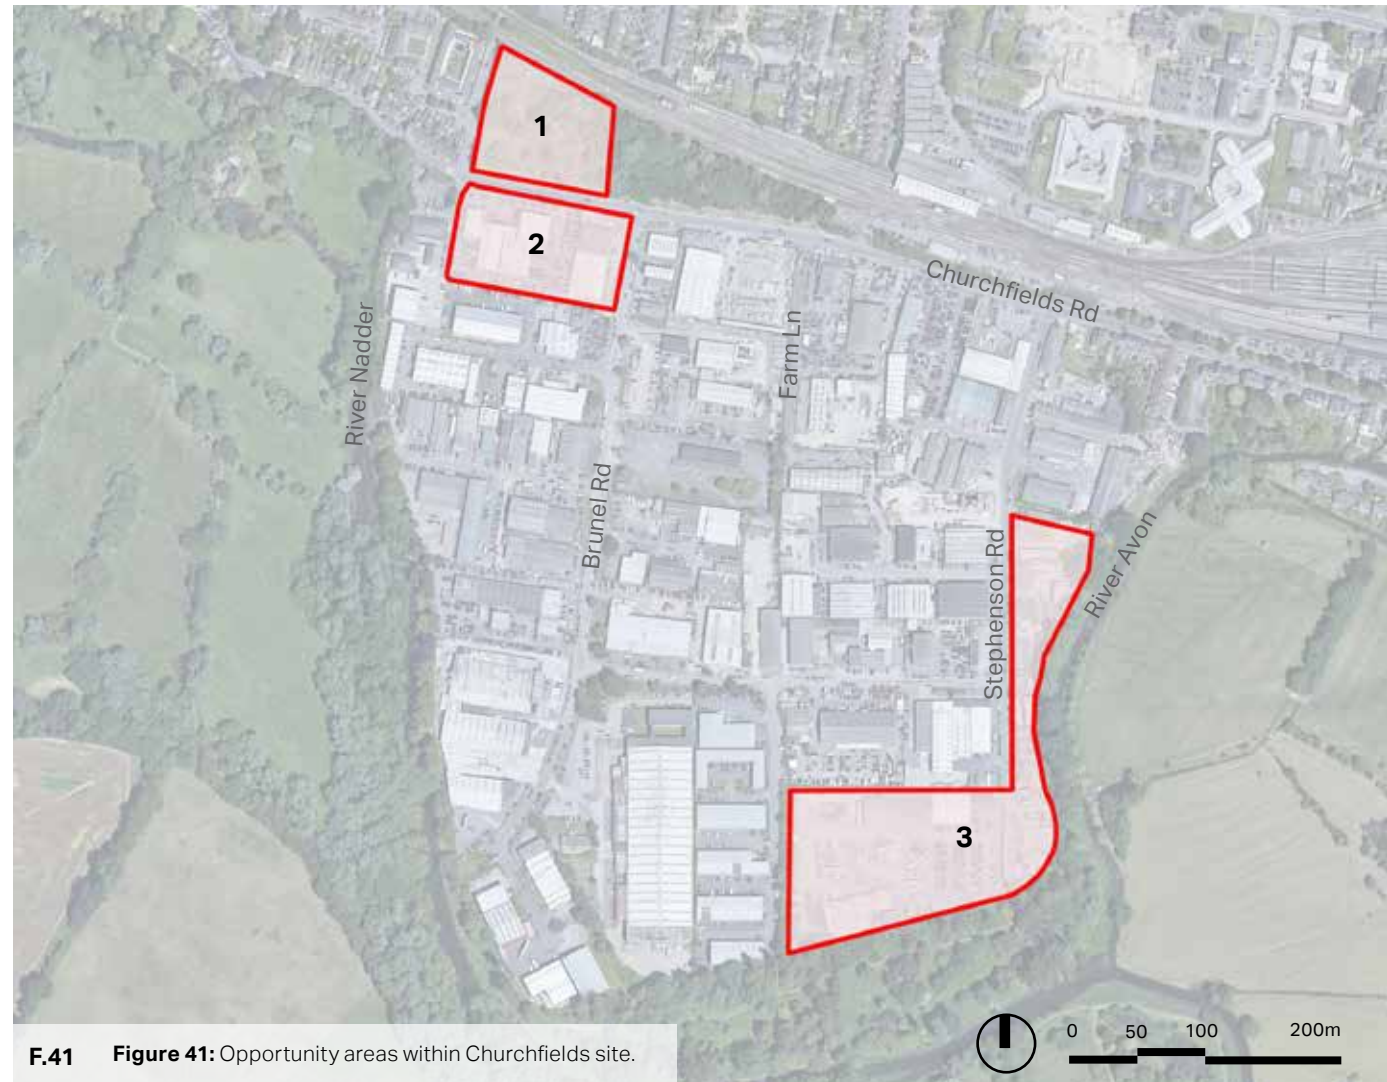 1
2
Churchfields Rd
River Nadder
Farm Ln
Brunel Rd
Stephenson Rd
River Avon
3
F.41 Figure 41: Opportunity areas within Churchfields site.
0 50 100 200m